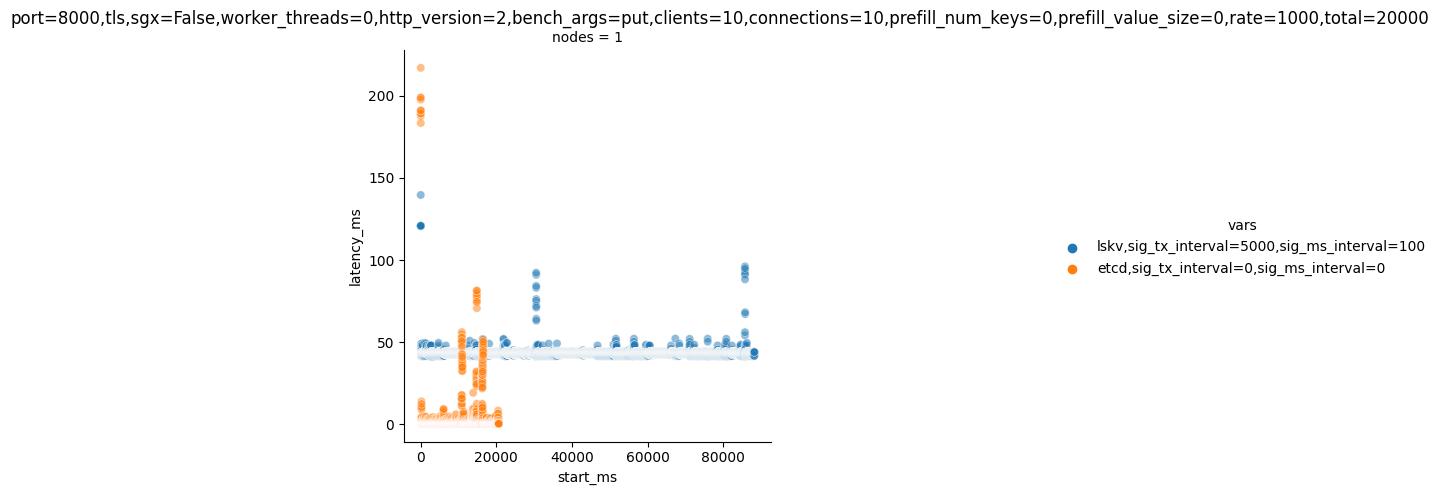 port=8000,tls,sgx=False,worker_threads=0,http_version=2,bench_args=put,clients=10,connections=10,prefill_num_keys=0,prefill_value_size=0,rate=1000,total=20000
nodes = 1
200
150
100
50
0
latency_ms
0
20000
40000
60000
80000
start_ms
vars
lskv,sig_tx_interval=5000,sig_ms_interval=100
etcd,sig_tx_interval=0,sig_ms_interval=0